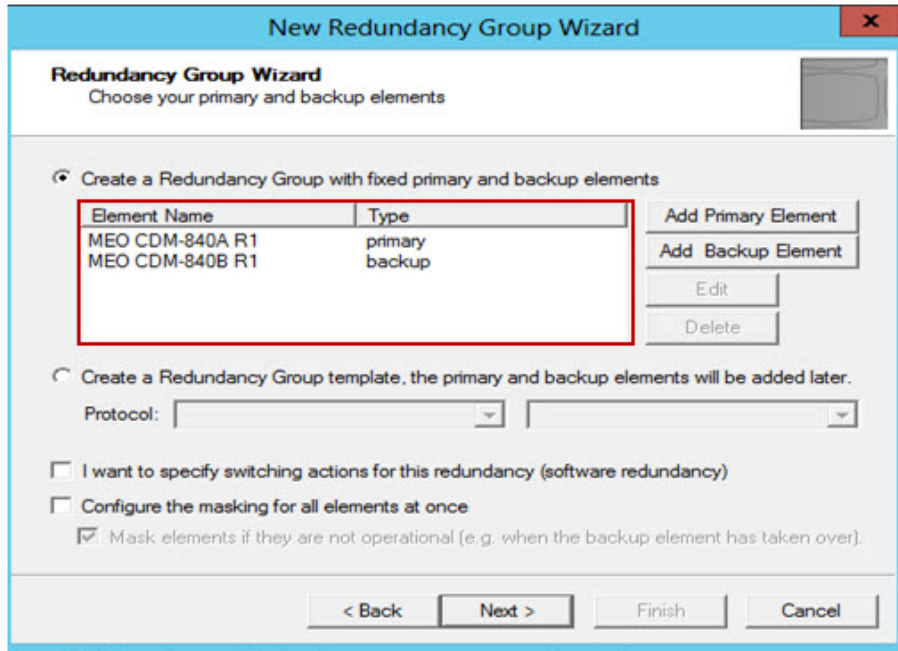 New Redundancy Group Wizard
x
Redundancy Group Wizard
Choose your primary and backup elements
Create a Redundancy Group with fixed primary and backup elements
Element Name Type
MEO CDM-840A R1 primary
MEO CDM-840B R1 backup
Add Primary Element
Add Backup Element
Edit
Delete
Create a Redundancy Group template, the primary and backup elements will be added later.
Protocol:
I want to specify switching actions for this redundancy (software redundancy)
Configure the masking for all elements at once
Mask elements if they are not operational (e.g. when the backup element has taken over).
< Back Next > Finish Cancel